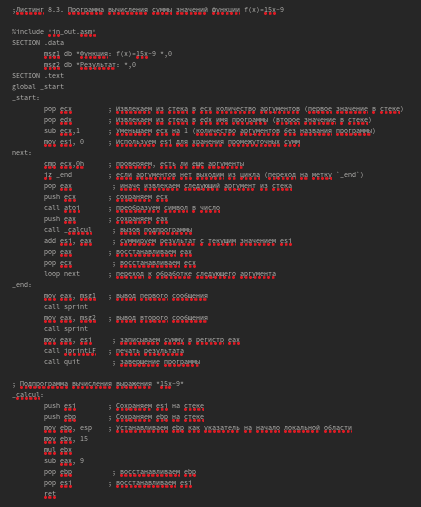 ;Листинг 8.3. Программа вычисления суммы значений функции f(x)=15x-9
%include 'in_out.asm'
SECTION .data
msg1 db "Функция: f(x)=15x-9 ",0
msg2 db "Результат: ",0
SECTION .text
global _start
_start:
pop ecx ; Извлекаем из стека в ecx количество аргументов (первое значение в стеке)
pop edx ; Извлекаем из стека в edx имя программы (второе значение в стеке)
sub ecx,1 ; Уменьшаем ecx на 1 (количество аргументов без названия программы)
mov esi, 0 ; Используем esi для хранения промежуточных сумм
next:
cmp ecx,0h ; проверяем, есть ли еще аргументы
jz _end ; если аргументов нет выходим из цикла (переход на метку `_end`)
pop eax ; иначе извлекаем следующий аргумент из стека
push ecx ; сохраняем ecx
call atoi ; преобразуем символ в число
push eax ; сохраняем eax
call _calcul ; вызов подпрограммы
add esi, eax ; суммируем результат с текущим значением esi
pop eax ; восстанавливаем eax
pop ecx ; восстанавливаем ecx
loop next ; переход к обработке следующего аргумента
_end:
mov eax, msg1 ; вывод первого сообщения
call sprint
mov eax, msg2 ; вывод второго сообщения
call sprint
mov eax, esi ; записываем сумму в регистр eax
call iprintLF ; печать результата
call quit ; завершение программы
; Подпрограмма вычисления выражения "15x-9"
_calcul:
push esi ; Сохраняем esi на стеке
push ebp ; Сохраняем ebp на стеке
mov ebp, esp ; Устанавливаем ebp как указатель на начало локальной области
mov ebx, 15
mul ebx
sub eax, 9
pop ebp ; восстанавливаем ebp
pop esi ; восстанавливаем esi
ret